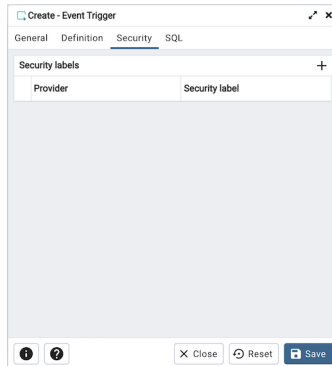 Create - Event Trigger
General Definition Security SQL
Security labels
Provider Security label
Close Reset Save